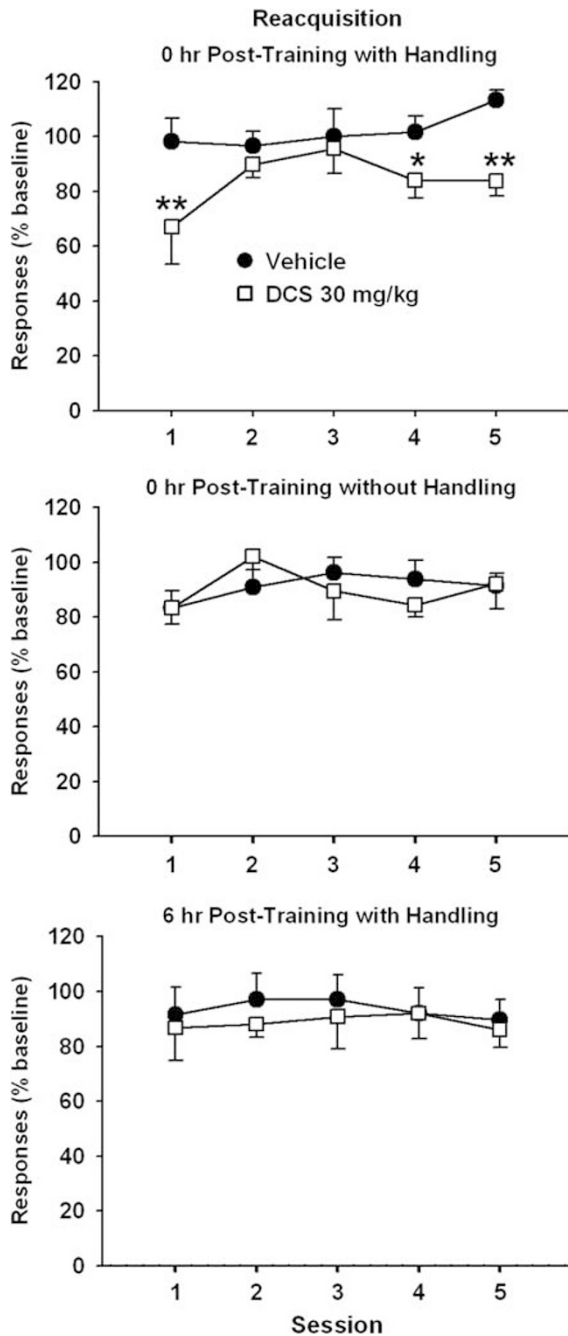 Reacquisition
0 hr Post-Training with Handling
Responses (% baseline)
120
100
80
60
40
20
0
**
*
**
Vehicle
DCS 30 mg/kg
1 2 3 4 5
0 hr Post-Training without Handling
Responses (% baseline)
120
100
80
60
40
20
0
1 2 3 4 5
6 hr Post-Training with Handling
Responses (% baseline)
120
100
80
60
40
20
0
1 2 3 4 5
Session